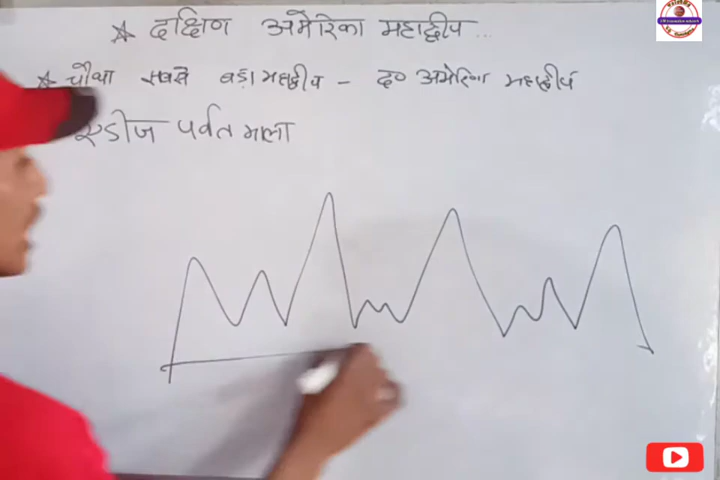 ★ दक्षिण अमेरिका महाद्वीप...
★ चौथा सबसे बड़ा महाद्वीप – द० अमेरिका महाद्वीप
एंडीज पर्वत माला